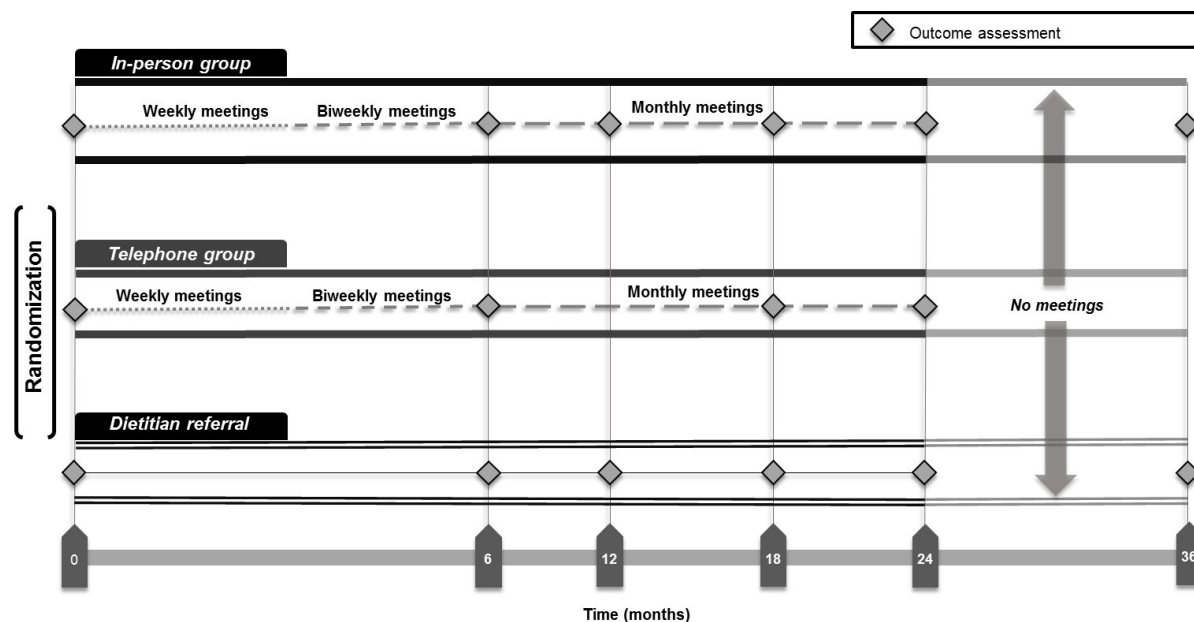 Outcome assessment
In-person group
Weekly meetings
Biweekly meetings
Monthly meetings
Randomization
Telephone group
Weekly meetings
Biweekly meetings
Monthly meetings
No meetings
Dietitian referral
0
6
12
18
24
36
Time (months)